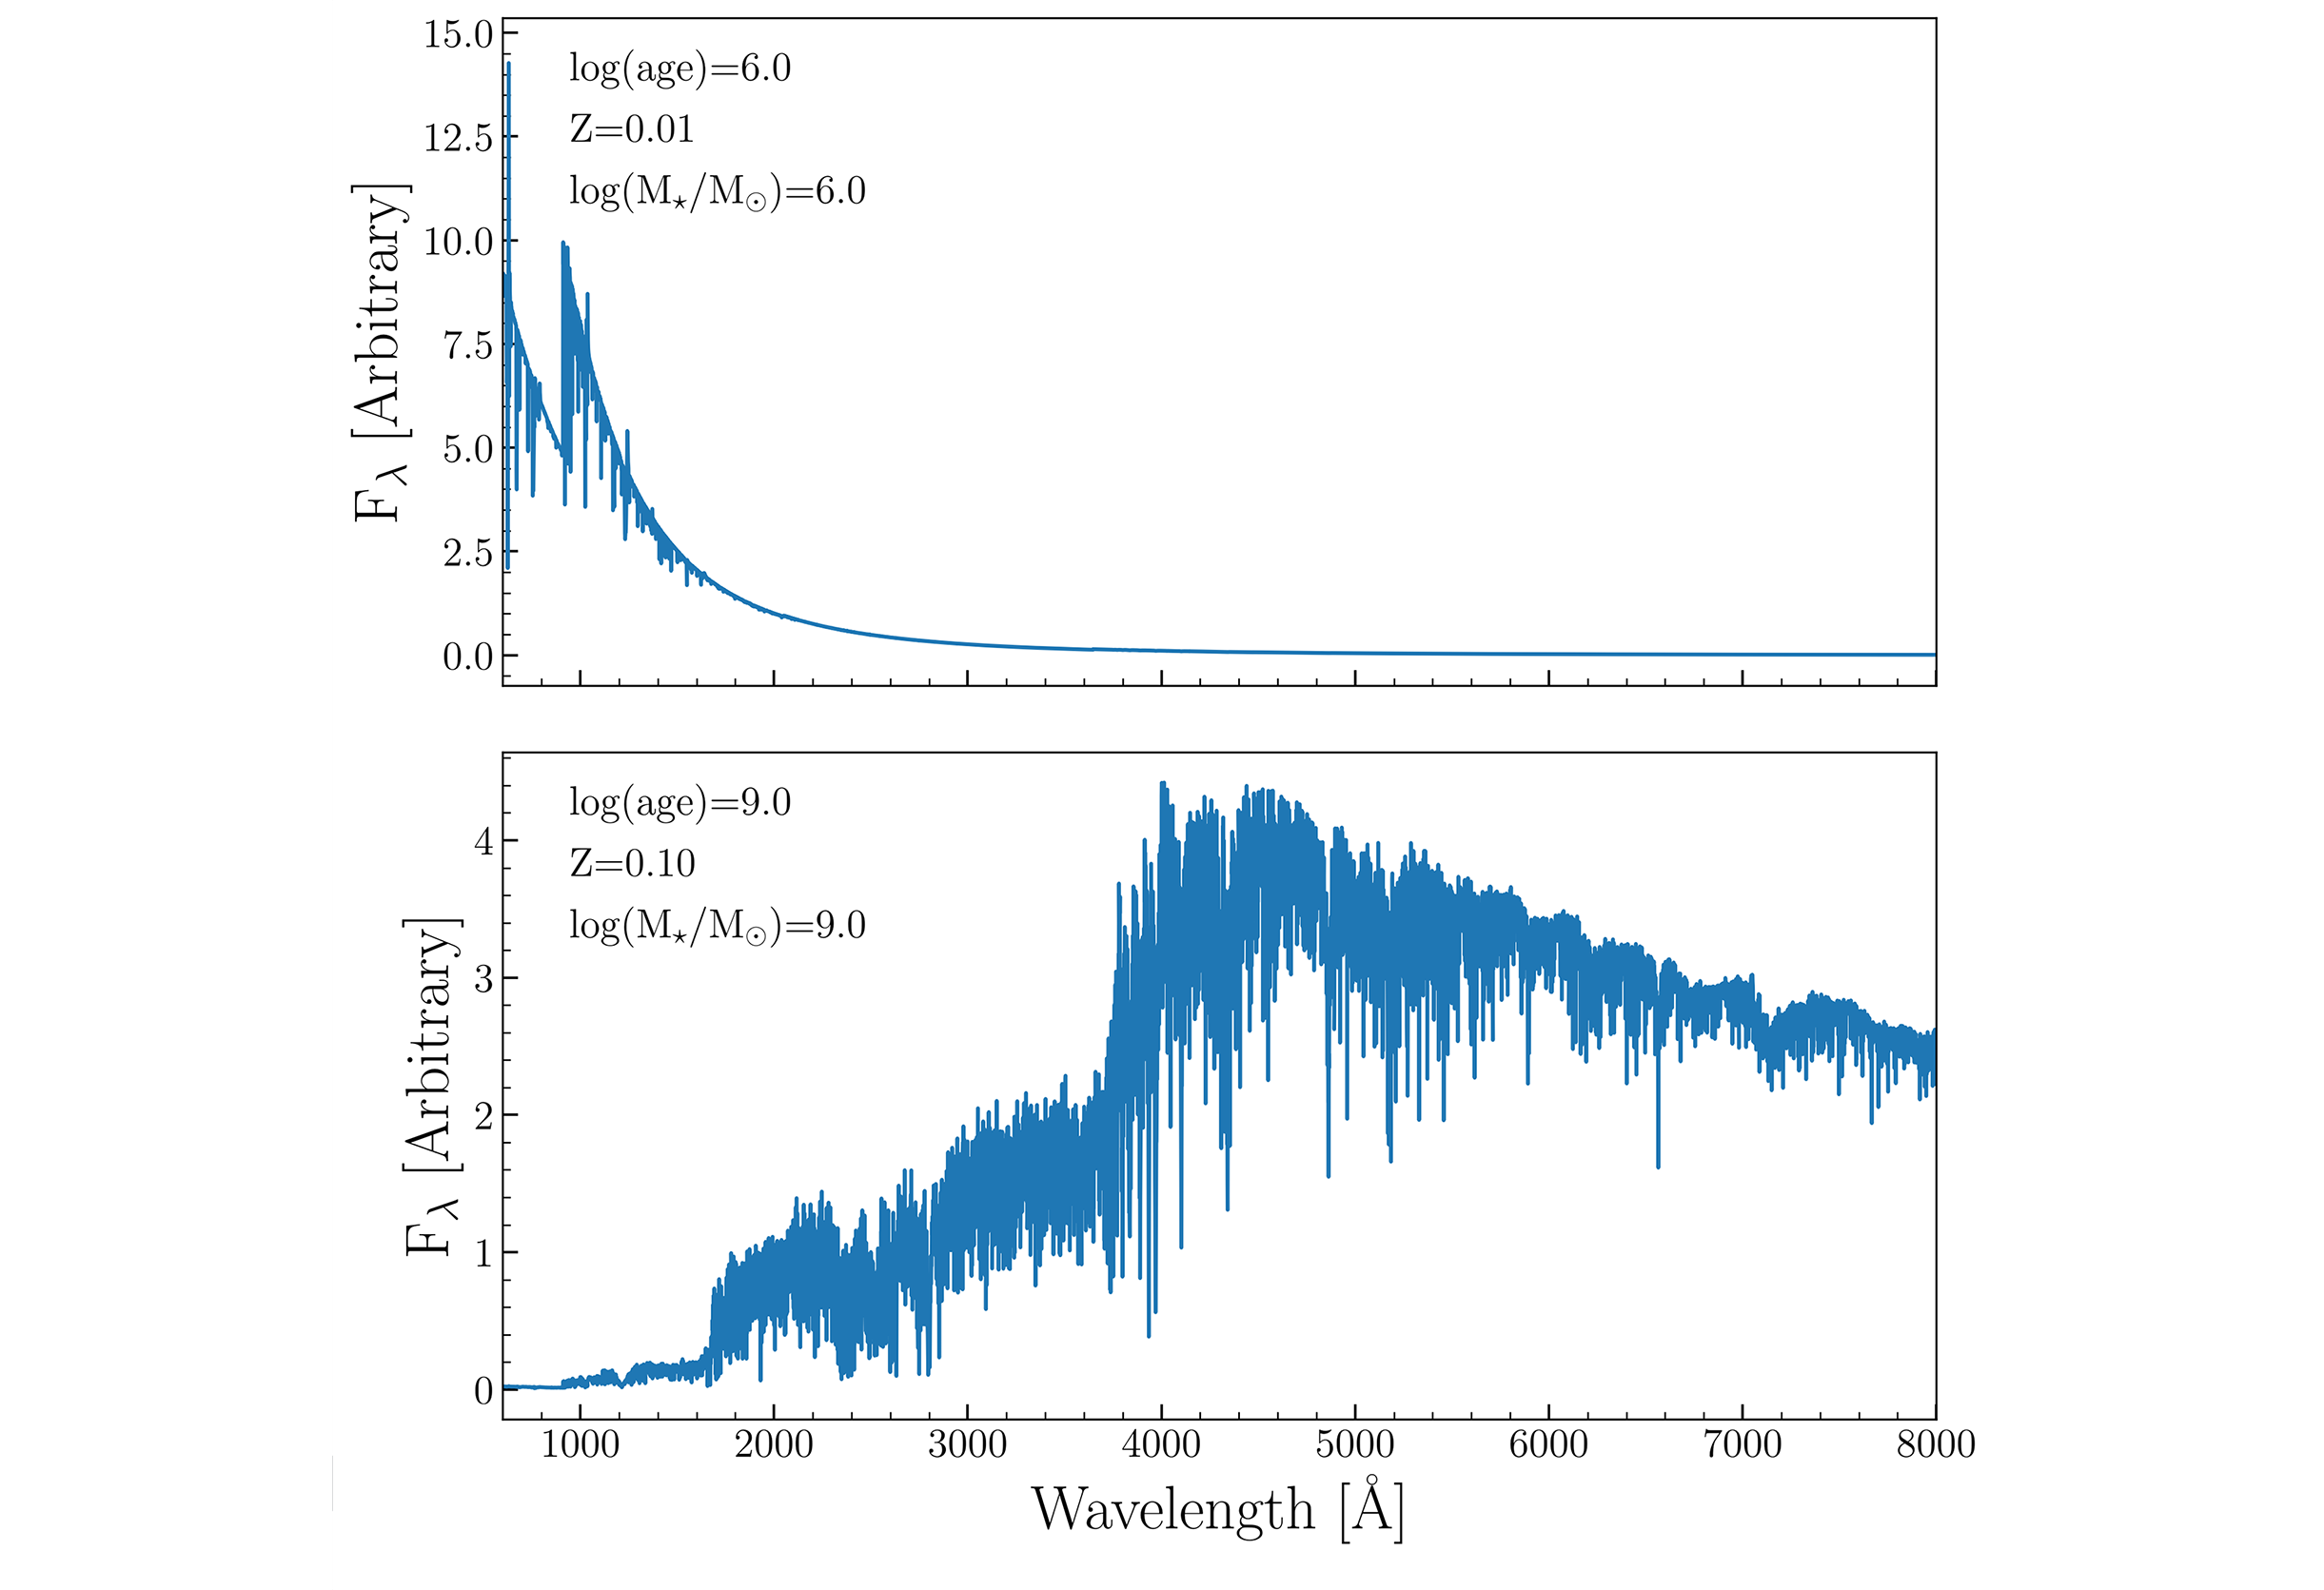 15.0
12.5
10.0
7.5
5.0
2.5
0.0
F_λ [Arbitrary]
log(age)=6.0
Z=0.01
log(M⋆/M⊙)=6.0
4
3
2
1
0
F_λ [Arbitrary]
log(age)=9.0
Z=0.10
log(M⋆/M⊙)=9.0
1000 2000 3000 4000 5000 6000 7000 8000
Wavelength [Å]